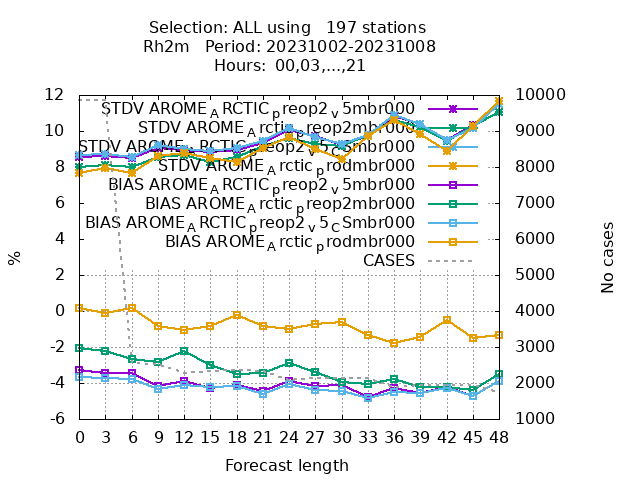 Selection: ALL using   197 stations
Rh2m   Period: 20231002-20231008
Hours: 00,03,...,21
STDV AROME_A RCTIC_p reop2_v 5mbr000
STDV AROME_A rctic_p reop2mbr000
STDV AROME_A RCTIC_p reop2_v 5_C Smbr000
STDV AROME_A rctic_p rodmbr000
BIAS AROME_A RCTIC_p reop2_v 5mbr000
BIAS AROME_A rctic_p reop2mbr000
BIAS AROME_A RCTIC_p reop2_v 5_C Smbr000
BIAS AROME_A rctic_p rodmbr000
CASES
12
10
8
6
4
2
0
-2
-4
-6
%
10000
9000
8000
7000
6000
5000
4000
3000
2000
1000
No cases
0 3 6 9 12 15 18 21 24 27 30 33 36 39 42 45 48
Forecast length